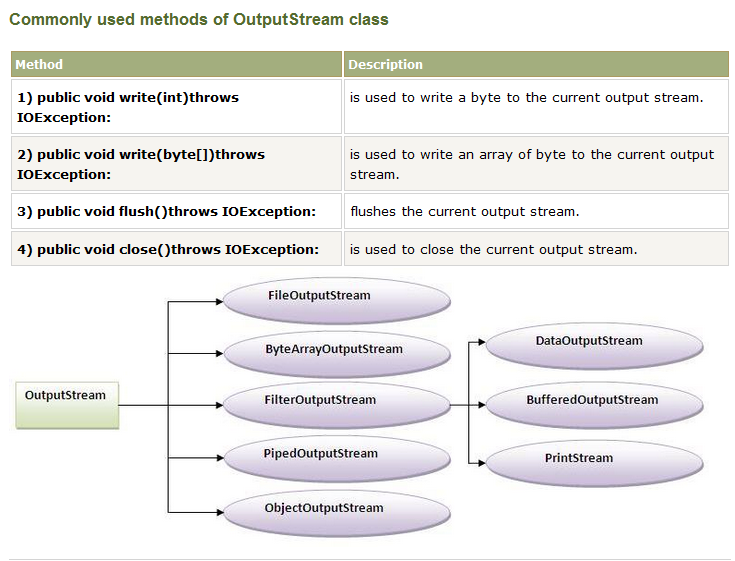 Commonly used methods of OutputStream class
Method
Description
1) public void write(int)throws
IOException:
is used to write a byte to the current output stream.
2) public void write(byte[])throws
IOException:
is used to write an array of byte to the current output
stream.
3) public void flush()throws IOException:
flushes the current output stream.
4) public void close()throws IOException:
is used to close the current output stream.
OutputStream
FileOutputStream
ByteArrayOutputStream
FilterOutputStream
PipedOutputStream
ObjectOutputStream
DataOutputStream
BufferedOutputStream
PrintStream